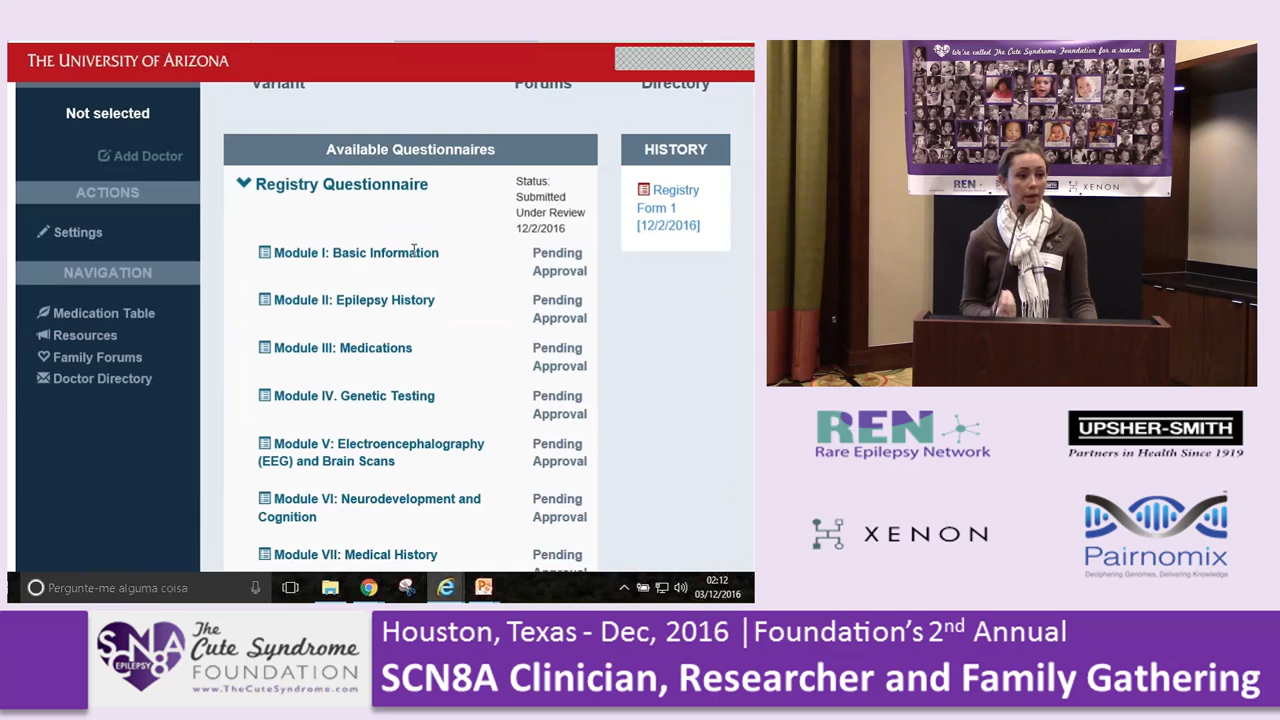 THE UNIVERSITY OF ARIZONA
Variant
Forums
Directory
Not selected
Add Doctor
ACTIONS
Settings
NAVIGATION
Medication Table
Resources
Family Forums
Doctor Directory
Available Questionnaires
Registry Questionnaire
Status:
Submitted
Under Review
12/2/2016
Module I: Basic Information
Pending
Approval
Module II: Epilepsy History
Pending
Approval
Module III: Medications
Pending
Approval
Module IV. Genetic Testing
Pending
Approval
Module V: Electroencephalography
(EEG) and Brain Scans
Pending
Approval
Module VI: Neurodevelopment and
Cognition
Pending
Approval
Module VII: Medical History
Pending
HISTORY
Registry
Form 1
[12/2/2016]
Pergunte-me alguma coisa
02:12
03/12/2016
We're called The Cute Syndrome Foundation for a reason
REN
XENON
REN
Rare Epilepsy Network
UPSHER-SMITH
Partners in Health Since 1919
XENON
Pairnomix
Deciphering Genomes, Delivering Knowledge
SCN8A
EPILEPSY
The
Cute Syndrome
FOUNDATION
www.TheCuteSyndrome.com
Houston, Texas - Dec, 2016 | Foundation's 2nd Annual
SCN8A Clinician, Researcher and Family Gathering